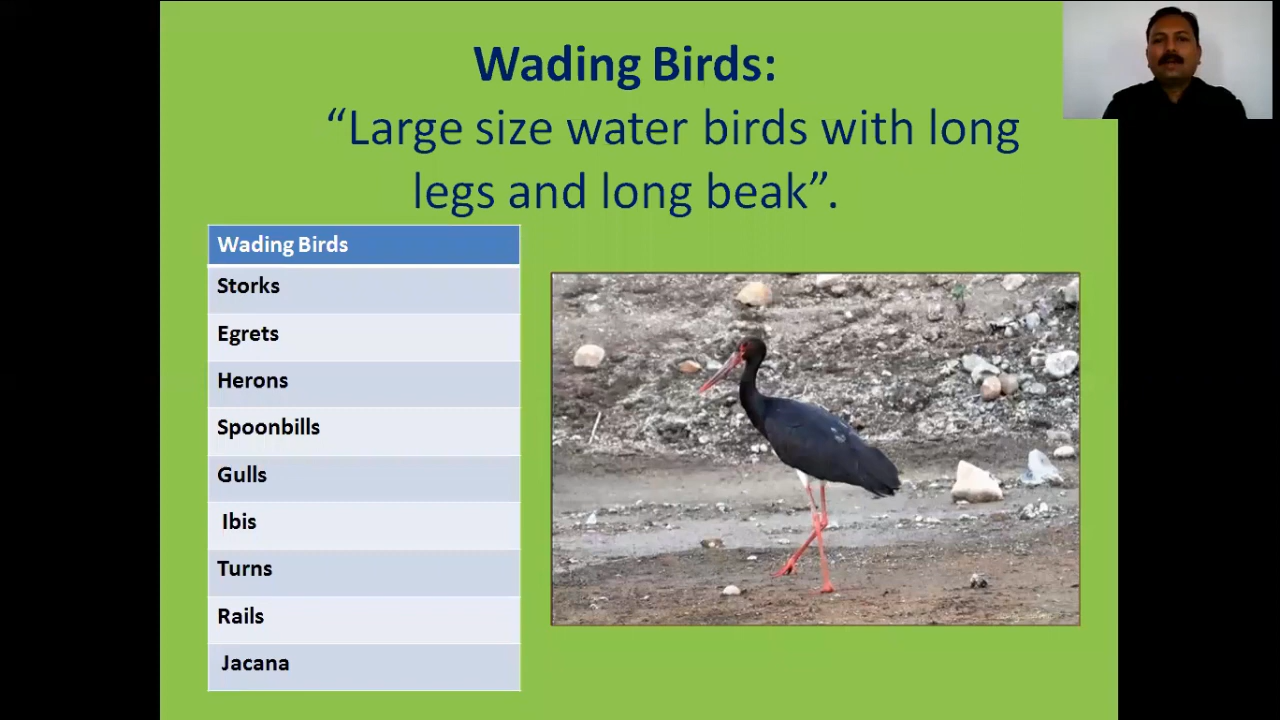 Wading Birds:
“Large size water birds with long
legs and long beak”.
Wading Birds
Storks
Egrets
Herons
Spoonbills
Gulls
Ibis
Turns
Rails
Jacana